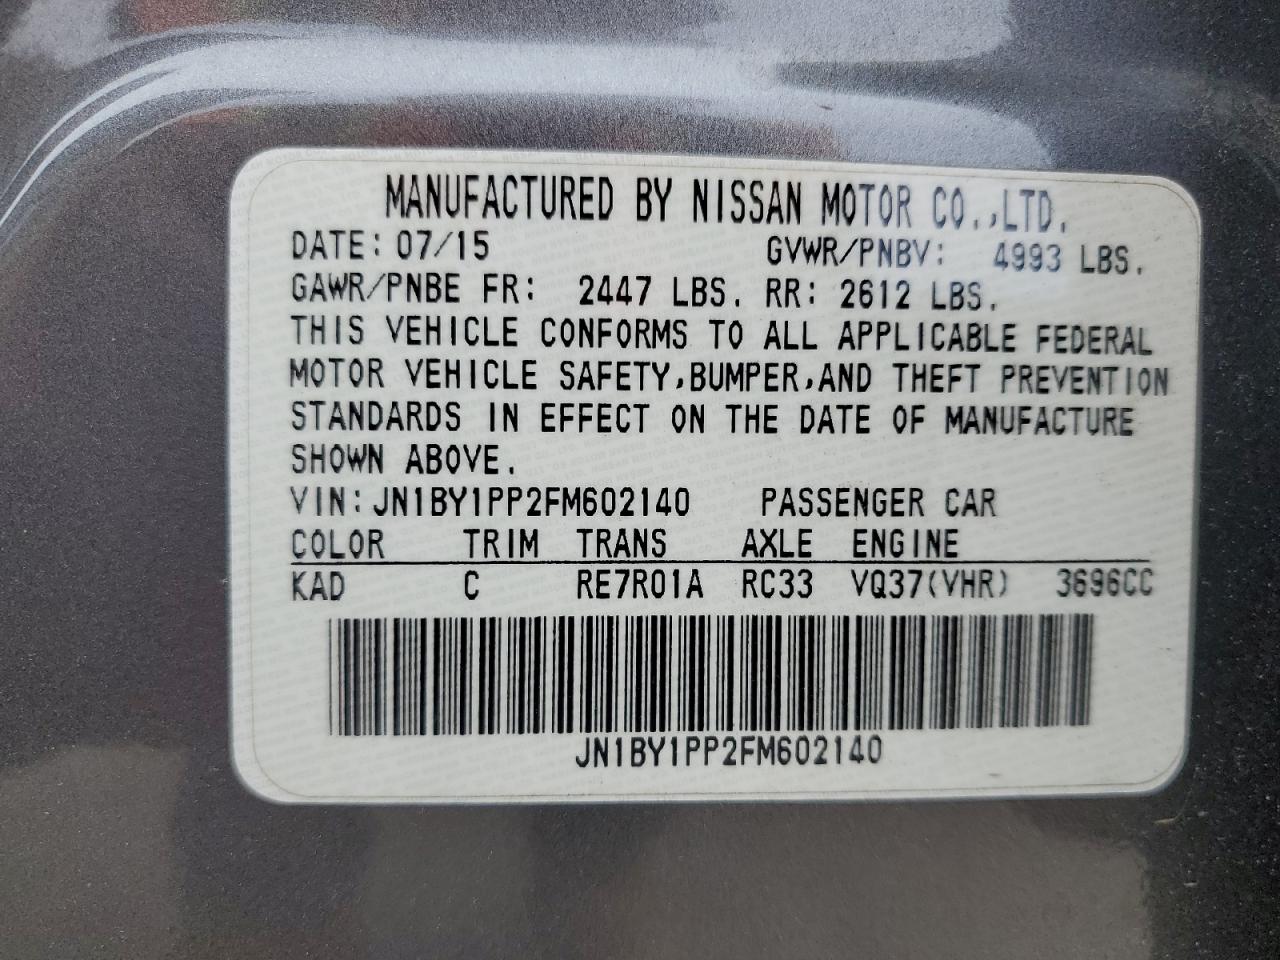 MANUFACTURED BY NISSAN MOTOR CO.,LTD.
DATE: 07/15 GVWR/PNBV: 4993 LBS.
GAWR/PNBE FR: 2447 LBS. RR: 2612 LBS.
THIS VEHICLE CONFORMS TO ALL APPLICABLE FEDERAL
MOTOR VEHICLE SAFETY,BUMPER,AND THEFT PREVENTION
STANDARDS IN EFFECT ON THE DATE OF MANUFACTURE
SHOWN ABOVE.
VIN:JN1BY1PP2FM602140 PASSENGER CAR
COLOR TRIM TRANS AXLE ENGINE
KAD C RE7R01A RC33 VQ37(VHR) 3696CC
JN1BY1PP2FM602140